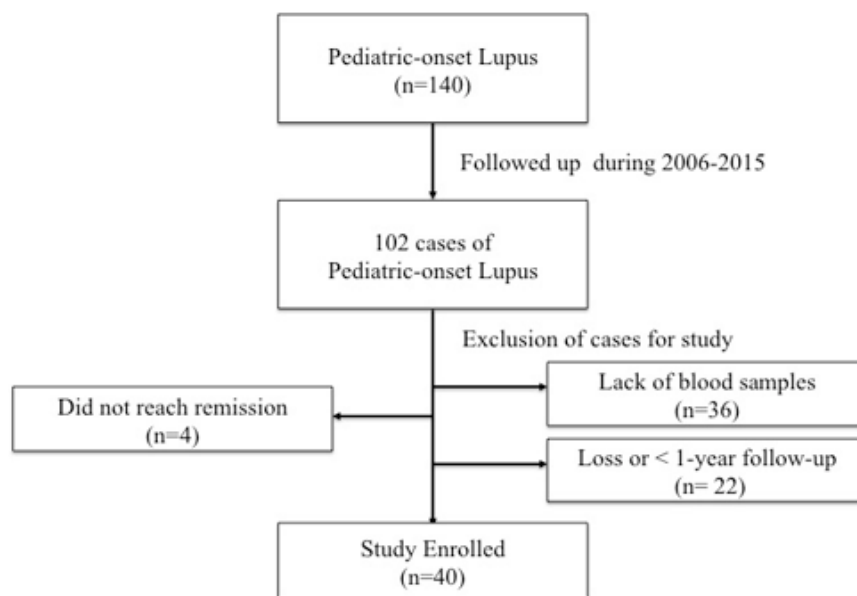 Pediatric-onset Lupus
(n=140)
Followed up during 2006-2015
102 cases of
Pediatric-onset Lupus
Exclusion of cases for study
Lack of blood samples
(n=36)
Did not reach remission
(n=4)
Loss or < 1-year follow-up
(n= 22)
Study Enrolled
(n=40)